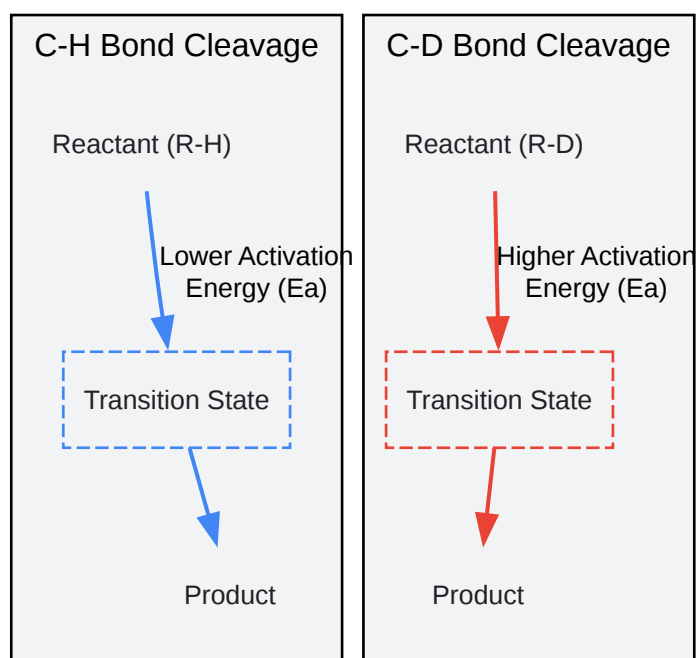 C-H Bond Cleavage
Reactant (R-H)
Lower Activation
Energy (Ea)
Transition State
Product
C-D Bond Cleavage
Reactant (R-D)
Higher Activation
Energy (Ea)
Transition State
Product